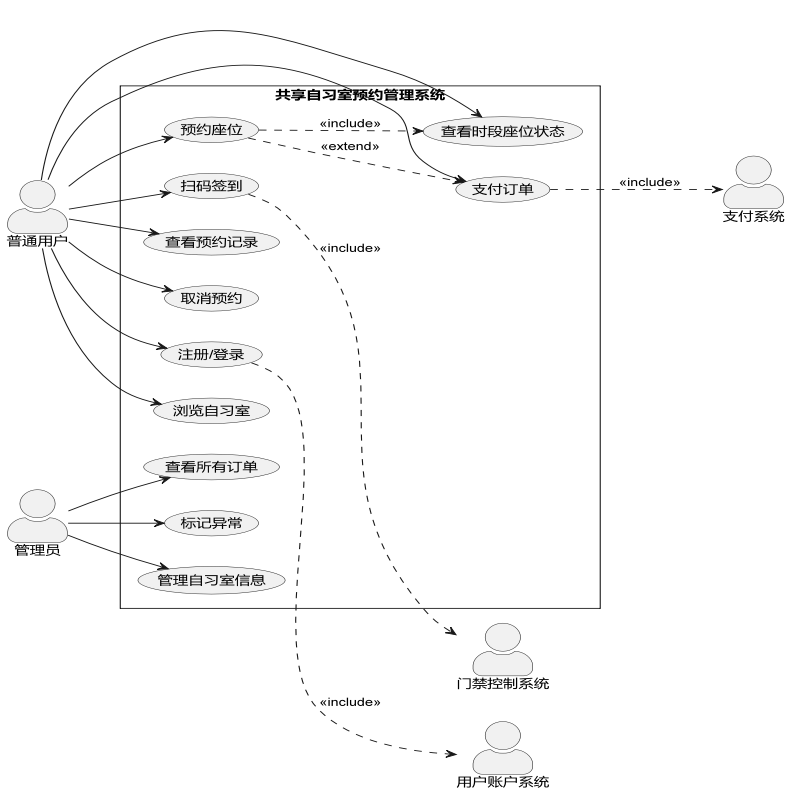 共享自习室预约管理系统
预约座位
«include»
查看时段座位状态
«extend»
扫码签到
支付订单
«include»
支付系统
普通用户
查看预约记录
«include»
取消预约
注册/登录
浏览自习室
查看所有订单
标记异常
管理员
管理自习室信息
门禁控制系统
«include»
用户账户系统